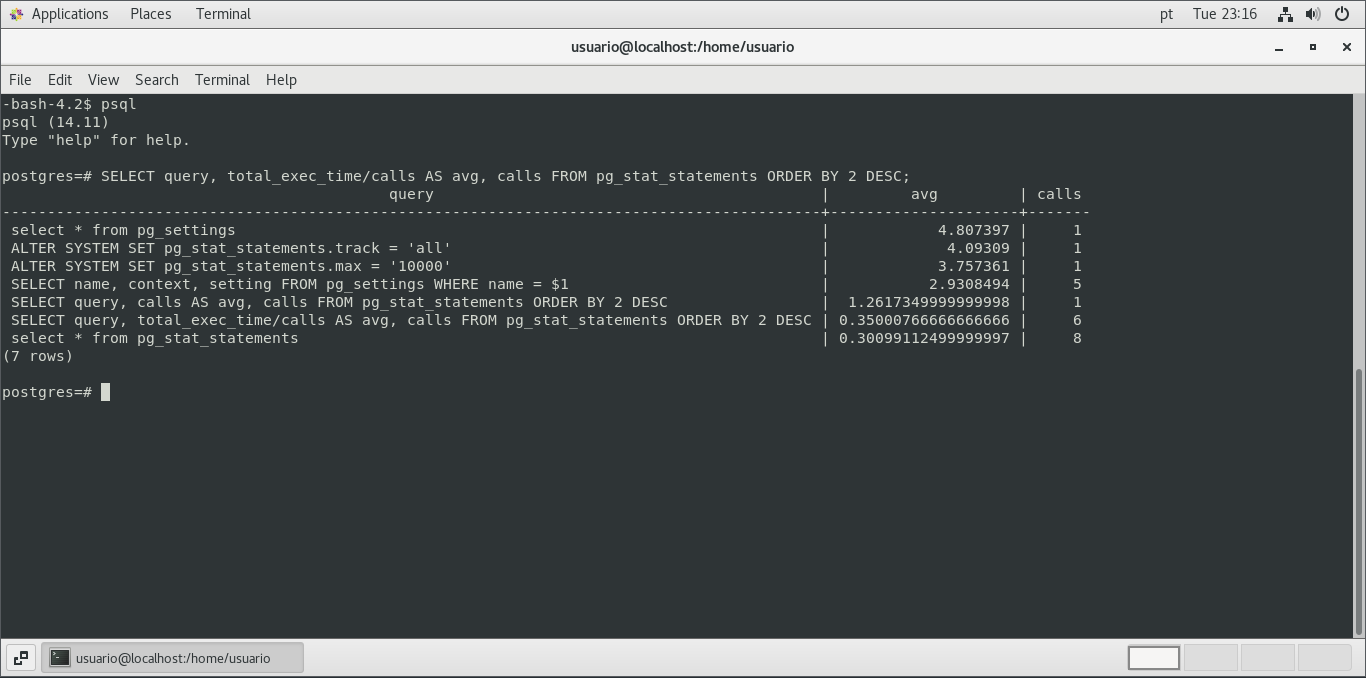 Applications Places Terminal pt Tue 23:16
usuario@localhost:/home/usuario
File Edit View Search Terminal Help
-bash-4.2$ psql
psql (14.11)
Type "help" for help.
postgres=# SELECT query, total_exec_time/calls AS avg, calls FROM pg_stat_statements ORDER BY 2 DESC;
query | avg | calls
-------------------------------------------------------------------------------------------+---------------------+-------
select * from pg_settings | 4.807397 | 1
ALTER SYSTEM SET pg_stat_statements.track = 'all' | 4.09309 | 1
ALTER SYSTEM SET pg_stat_statements.max = '10000' | 3.757361 | 1
SELECT name, context, setting FROM pg_settings WHERE name = $1 | 2.9308494 | 5
SELECT query, calls AS avg, calls FROM pg_stat_statements ORDER BY 2 DESC | 1.2617349999999998 | 1
SELECT query, total_exec_time/calls AS avg, calls FROM pg_stat_statements ORDER BY 2 DESC | 0.35000766666666666 | 6
select * from pg_stat_statements | 0.30099112499999997 | 8
(7 rows)
postgres=#
usuario@localhost:/home/usuario